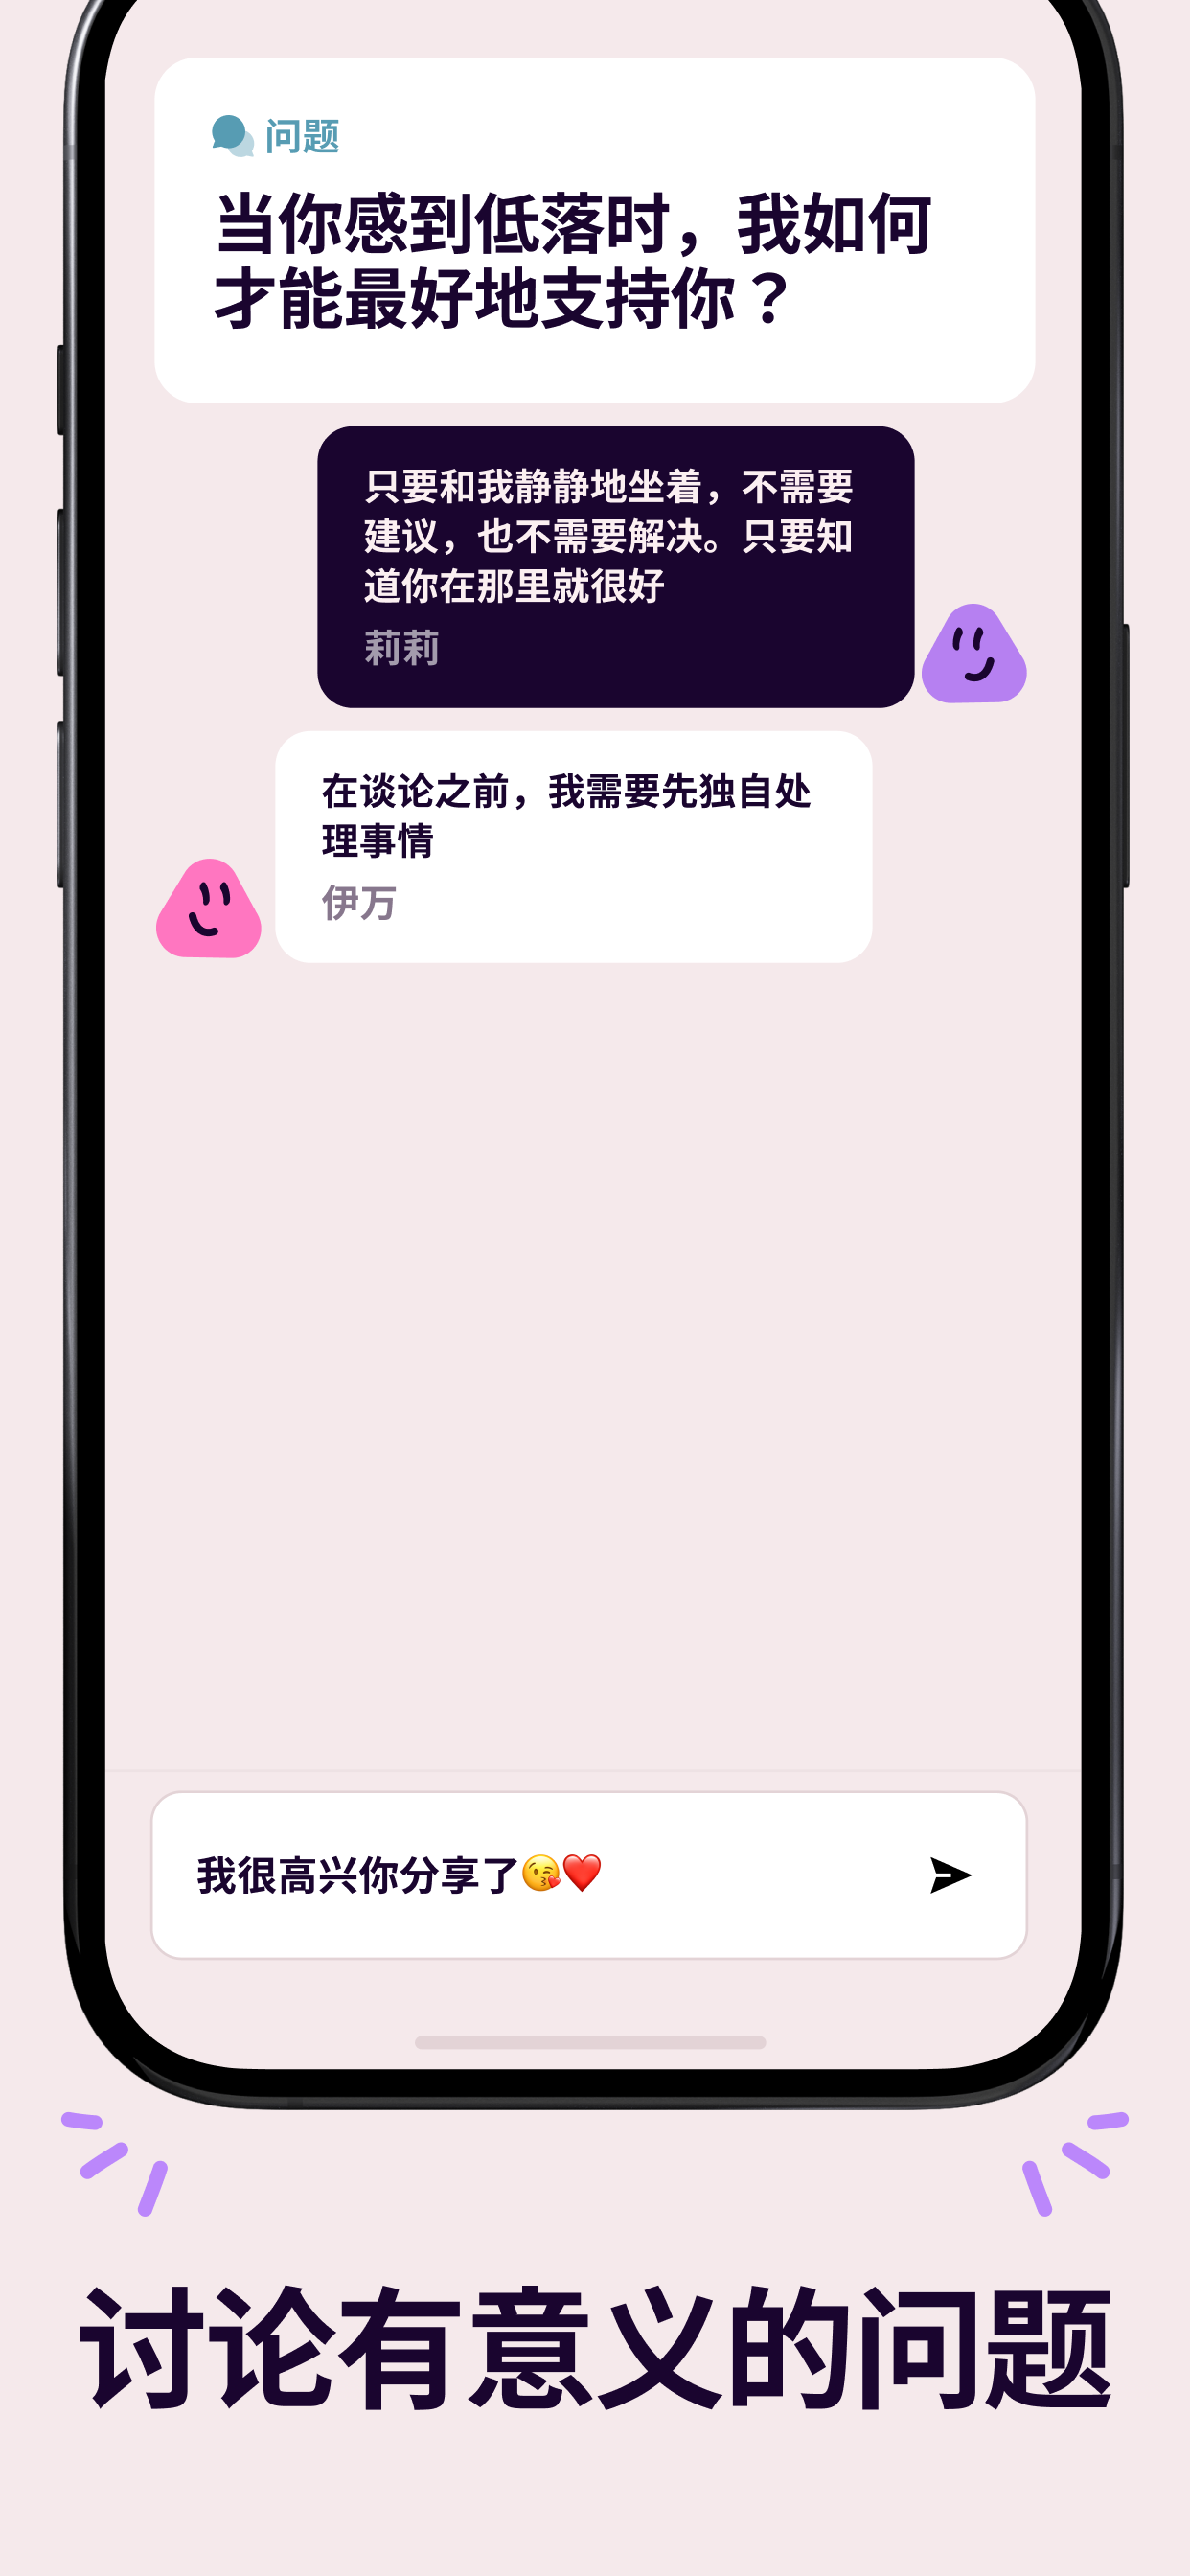 问题
当你感到低落时，我如何
才能最好地支持你？
只要和我静静地坐着，不需要
建议，也不需要解决。只要知
道你在那里就很好
莉莉
在谈论之前，我需要先独自处
理事情
伊万
我很高兴你分享了😘❤️
讨论有意义的问题